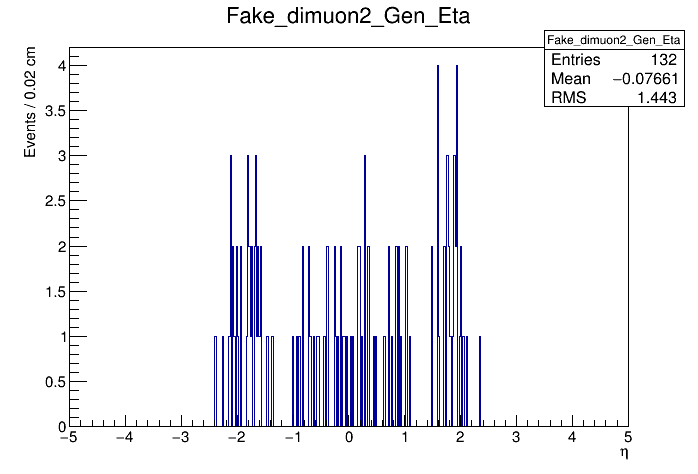 Fake_dimuon2_Gen_Eta
Fake_dimuon2_Gen_Eta
Entries 132
Mean −0.07661
RMS 1.443
Events / 0.02 cm
4
3.5
3
2.5
2
1.5
1
0.5
0
−5 −4 −3 −2 −1 0 1 2 3 4 5
η